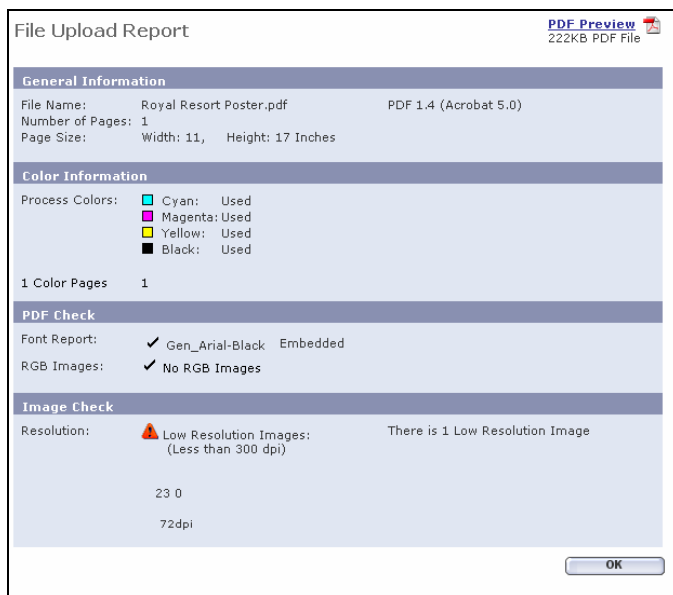 File Upload Report
PDF Preview
222KB PDF File
General Information
File Name: Royal Resort Poster.pdf PDF 1.4 (Acrobat 5.0)
Number of Pages: 1
Page Size: Width: 11, Height: 17 Inches
Color Information
Process Colors: Cyan: Used
Magenta: Used
Yellow: Used
Black: Used
1 Color Pages 1
PDF Check
Font Report: Gen_Arial-Black Embedded
RGB Images: No RGB Images
Image Check
Resolution: Low Resolution Images: There is 1 Low Resolution Image
(Less than 300 dpi)
23 0
72dpi
OK